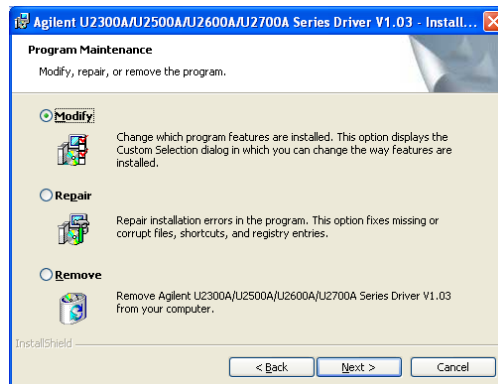 Agilent U2300A/U2500A/U2600A/U2700A Series Driver V1.03 - Install...
Program Maintenance
Modify, repair, or remove the program.
Modify
Change which program features are installed. This option displays the
Custom Selection dialog in which you can change the way features are
installed.
Repair
Repair installation errors in the program. This option fixes missing or
corrupt files, shortcuts, and registry entries.
Remove
Remove Agilent U2300A/U2500A/U2600A/U2700A Series Driver V1.03
from your computer.
InstallShield
< Back Next > Cancel